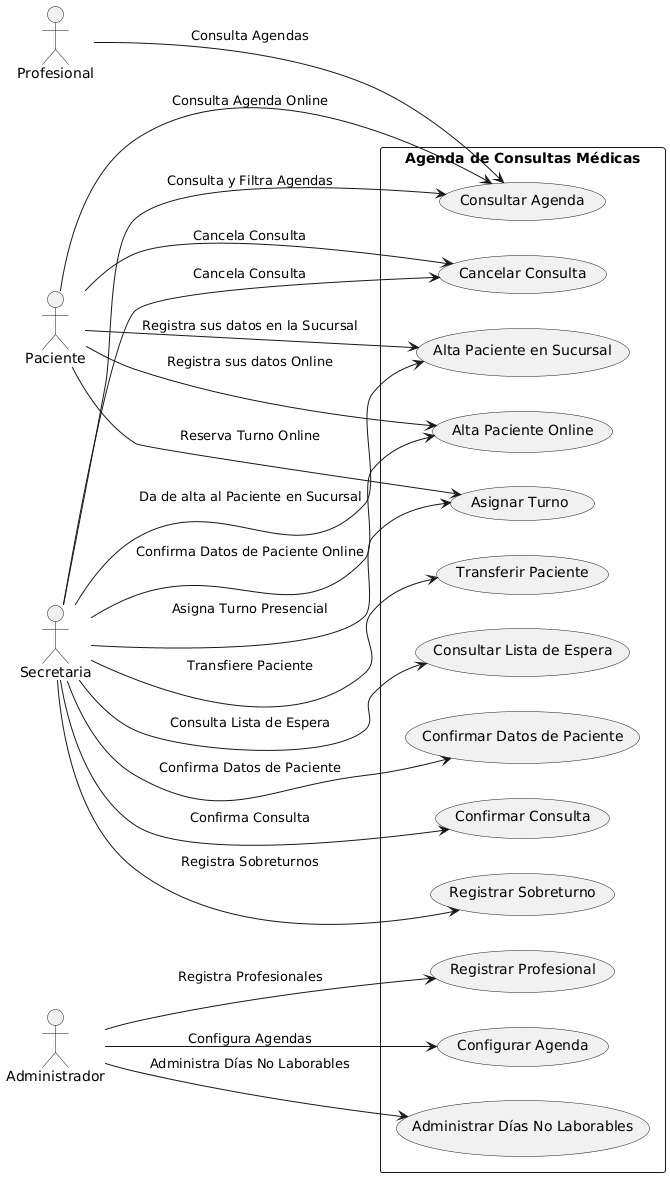 Consulta Agendas
Profesional
Consulta Agenda Online
Agenda de Consultas Médicas
Consulta y Filtra Agendas
Consultar Agenda
Cancela Consulta
Cancela Consulta
Cancelar Consulta
Registra sus datos en la Sucursal
Paciente
Alta Paciente en Sucursal
Registra sus datos Online
Reserva Turno Online
Alta Paciente Online
Da de alta al Paciente en Sucursal
Asignar Turno
Confirma Datos de Paciente Online
Transferir Paciente
Asigna Turno Presencial
Secretaria
Transfiere Paciente
Consultar Lista de Espera
Consulta Lista de Espera
Confirmar Datos de Paciente
Confirma Datos de Paciente
Confirma Consulta
Confirmar Consulta
Registra Sobreturnos
Registrar Sobreturno
Registra Profesionales
Registrar Profesional
Configura Agendas
Configurar Agenda
Administra Días No Laborables
Administrador
Administrar Días No Laborables